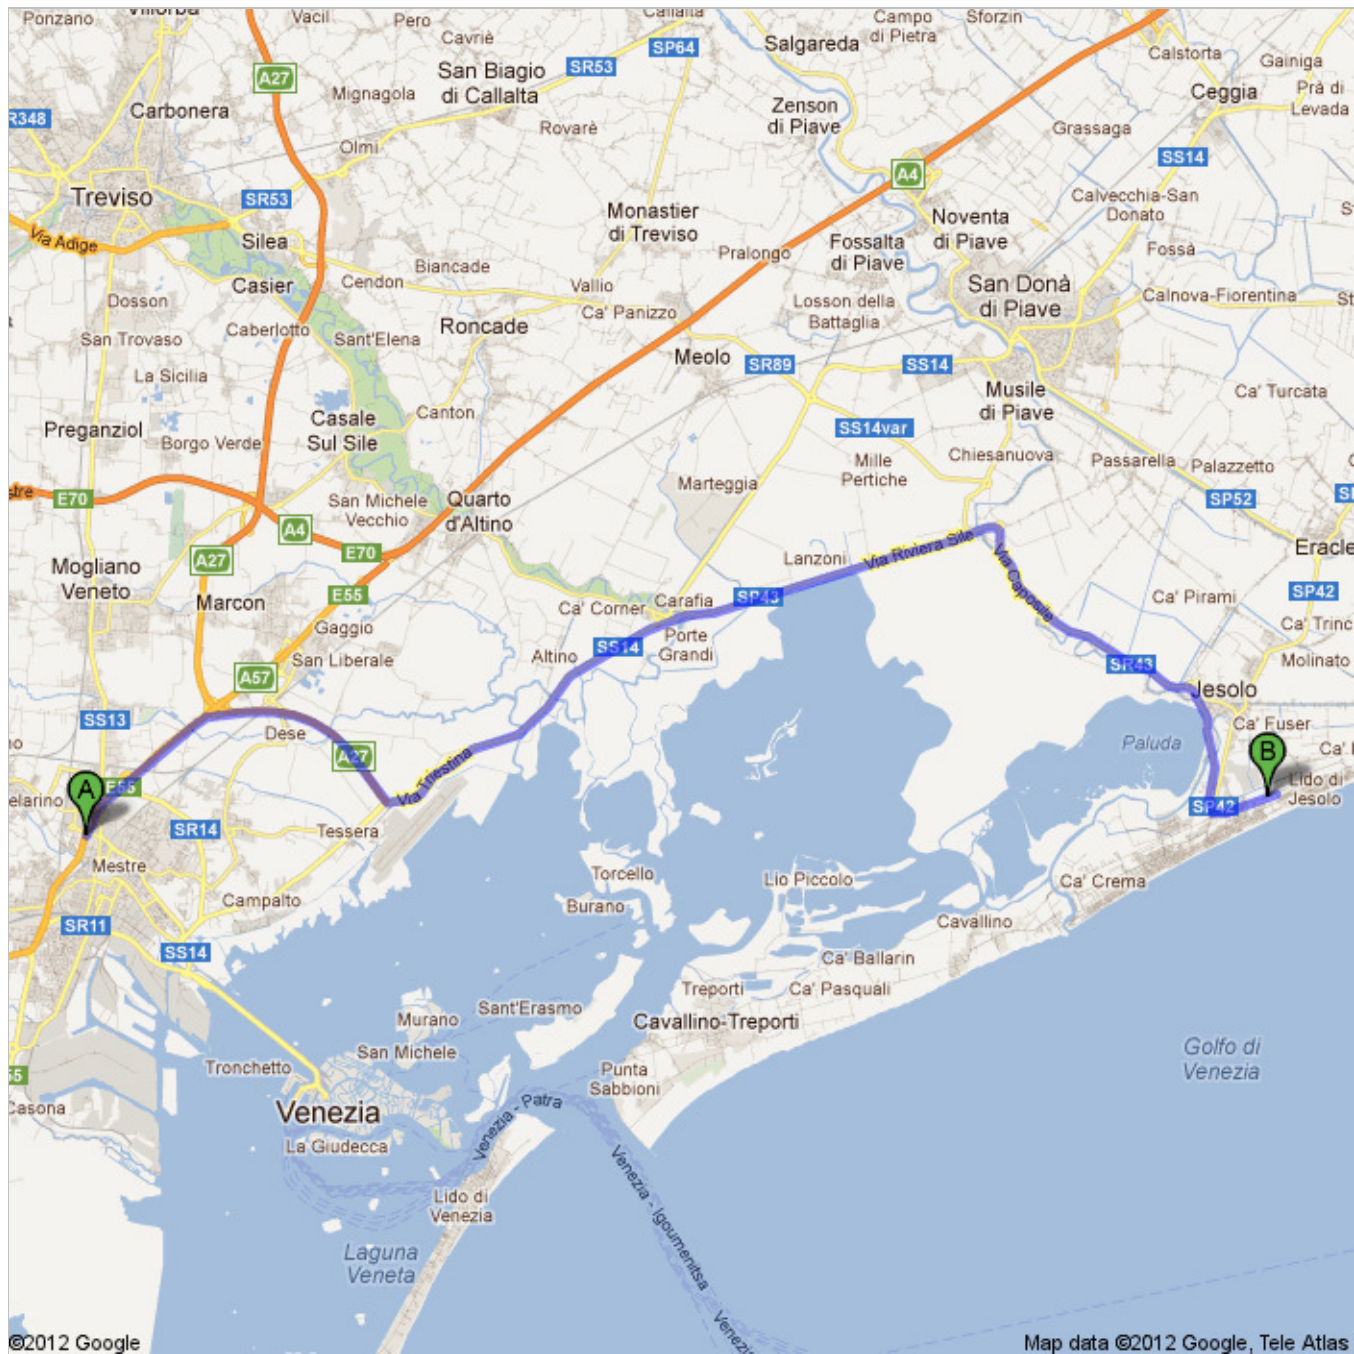 Ponzano
Villorba
Vacil
Pero
Callalta
Campo
di Pietra
Sforzin
Cavriè
SP64
Salgareda
Calstorta
Gainiga
A27
San Biagio
di Callalta
SR53
Mignagola
Ceggia
Prà di
Levada
Carbonera
R348
Rovarè
Zenson
di Piave
Grassaga
Olmi
SS14
A4
Treviso
SR53
Calvecchia-San
Donato
Monastier
di Treviso
Noventa
di Piave
Via Adige
Silea
Pralongo
Fossalta
di Piave
Fossà
Biancade
Casier
Cendon
Vallio
San Donà
di Piave
Calnova-Fiorentina
Dosson
Ca' Panizzo
Losson della
Battaglia
San Trovaso
Caberlotto
Sant'Elena
Roncade
Meolo
SR89
SS14
La Sicilia
Musile
di Piave
Ca' Turcata
Casale
Sul Sile
Canton
Preganziol
Borgo Verde
SS14var
Chiesanuova
Mille
Pertiche
Passarella
Palazzetto
Marteggia
E70
San Michele
Vecchio
Quarto
d'Altino
SP52
A4
E70
Eracle
A27
Lanzoni
Via Riviera Sile
Via Caposile
Mogliano
Veneto
Marcon
E55
SP43
Ca' Corner
Carafia
Ca' Pirami
SP42
Gaggio
Porte
Grandi
SS14
Altino
Ca' Trinc
San Liberale
Molinato
A57
SR43
Jesolo
SS13
Dese
Ca' Fuser
A27
Via Triestina
Paluda
B
A
E55
elarino
Lido di
Jesolo
SP42
SR14
Tessera
Mestre
Torcello
Lio Piccolo
Ca' Crema
Campalto
Burano
SR11
Cavallino
SS14
Ca' Ballarin
Treporti
Ca' Pasquali
Sant'Erasmo
Murano
Cavallino-Treporti
San Michele
Golfo di
Venezia
Tronchetto
Punta
Sabbioni
55
Casona
Venezia
Venezia - Patra
La Giudecca
Venezia - Igoumenitsa
Lido di
Venezia
Laguna
Veneta
Venezia
©2012 Google
Map data ©2012 Google, Tele Atlas